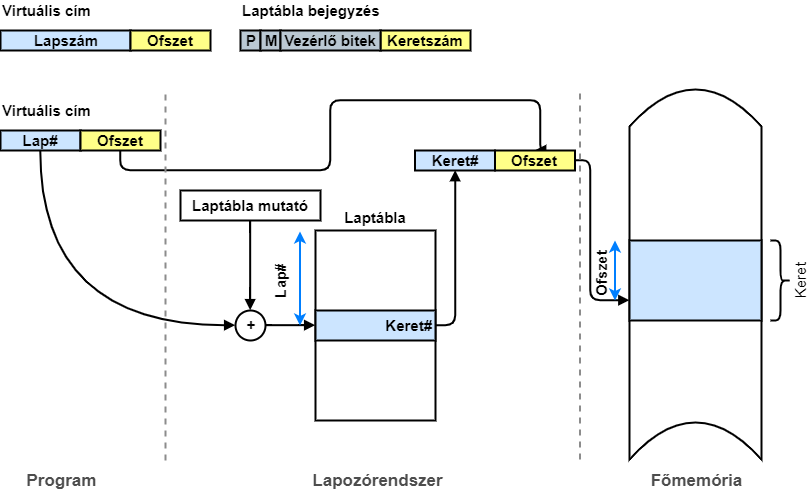 Virtuális cím
Laptábla bejegyzés
Lapszám Ofszet
P M Vezérlő bitek Keretszám
Virtuális cím
Lap# Ofszet
Keret# Ofszet
Laptábla mutató
Laptábla
Lap#
Ofszet
Keret
+
Keret#
Program
Lapozórendszer
Főmemória